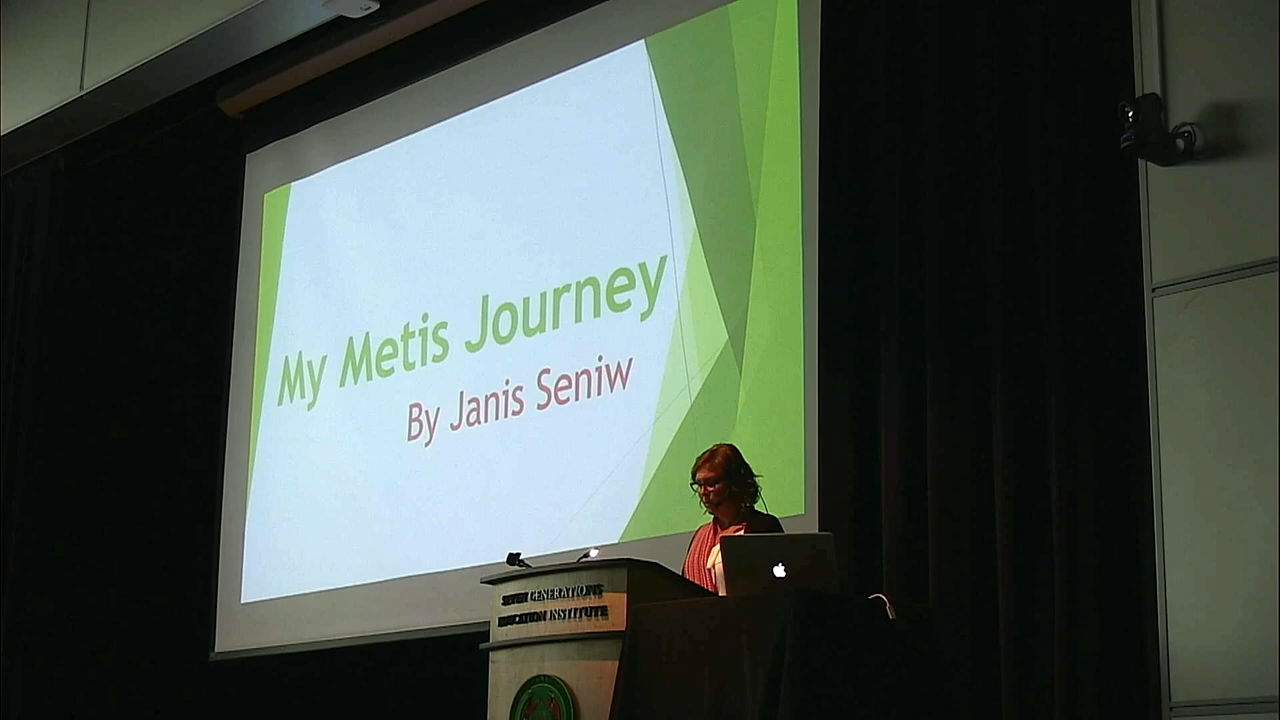 My Metis Journey
By Janis Seniw
SEVEN GENERATIONS
EDUCATION INSTITUTE